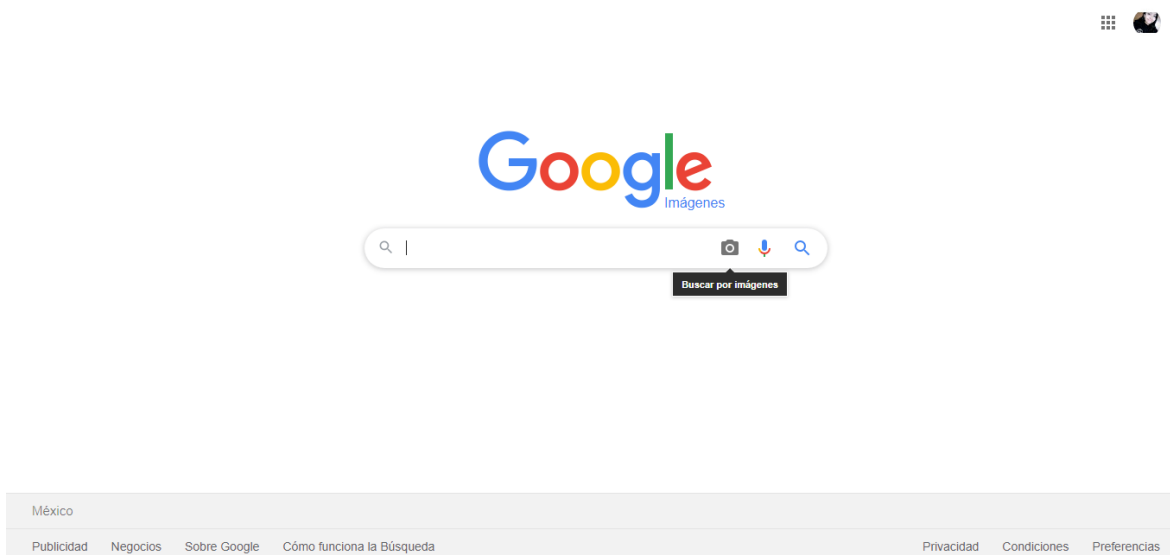 Google
Imágenes
Buscar por imágenes
México
Publicidad Negocios Sobre Google Cómo funciona la Búsqueda Privacidad Condiciones Preferencias